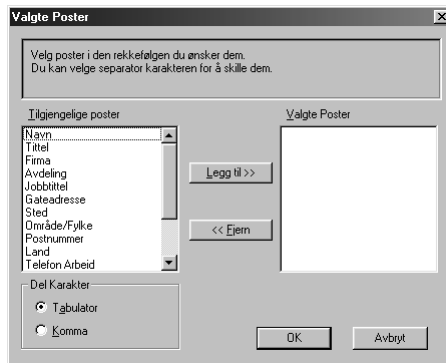 Valgte Poster
Velg poster i den rekkefølgen du ønsker dem.
Du kan velge separator karakteren for å skille dem.
Tilgjengelige poster
Valgte Poster
Navn
Tittel
Firma
Avdeling
Jobbtittel
Gateadresse
Sted
Område/Fylke
Postnummer
Land
Telefon Arbeid
Legg til >>
<< Fjern
Del Karakter
Tabulator
Komma
OK
Avbryt